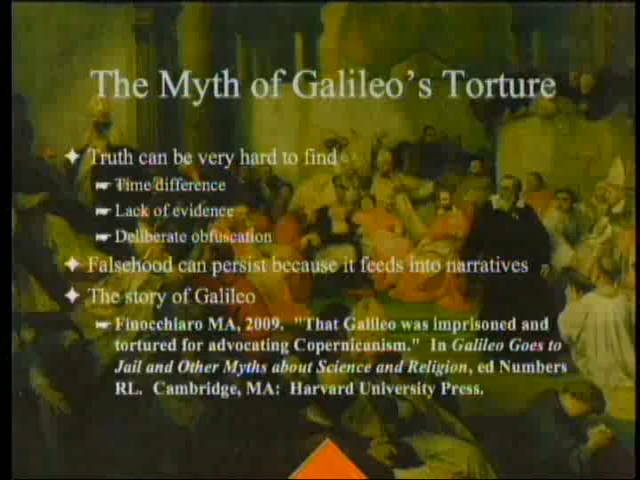 The Myth of Galileo's Torture
Truth can be very hard to find
Time difference
Lack of evidence
Deliberate obfuscation
Falsehood can persist because it feeds into narratives
The story of Galileo
Finocchiaro MA, 2009. "That Galileo was imprisoned and
tortured for advocating Copernicanism." In Galileo Goes to
Jail and Other Myths about Science and Religion, ed Numbers
RL. Cambridge, MA: Harvard University Press.